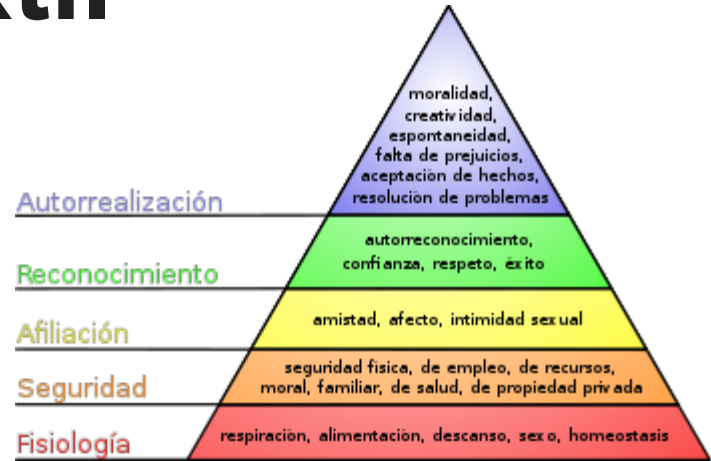 moralidad,
creatividad,
espontaneidad,
falta de prejuicios,
aceptación de hechos,
resolución de problemas
Autorrealización
autorreconocimiento,
confianza, respeto, éxito
Reconocimiento
amistad, afecto, intimidad sexual
Afiliación
seguridad física, de empleo, de recursos,
moral, familiar, de salud, de propiedad privada
Seguridad
respiración, alimentación, descanso, sexo, homeostasis
Fisiología